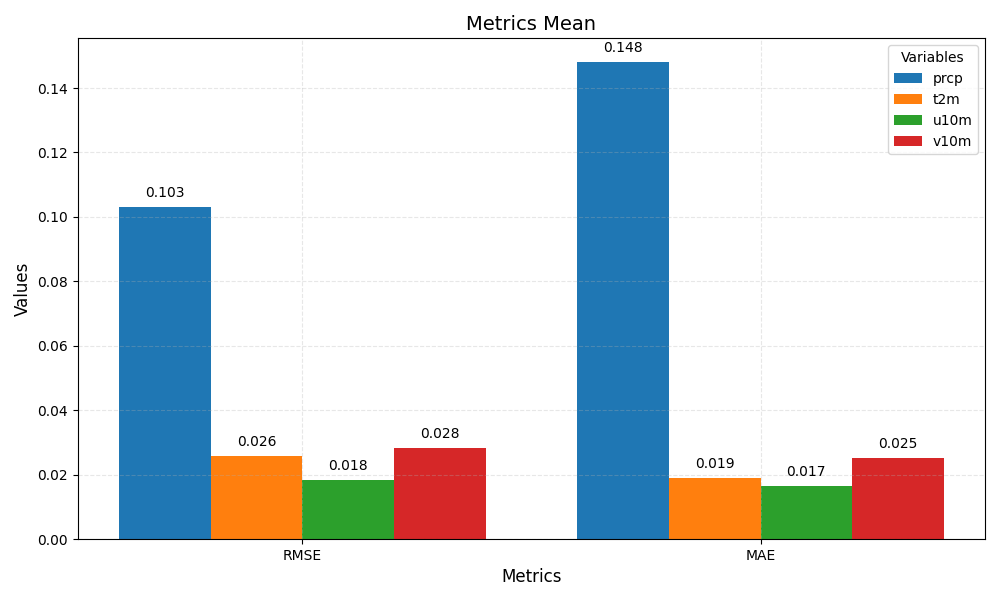 Metrics Mean
Values
0.14
0.12
0.10
0.08
0.06
0.04
0.02
0.00
0.103
0.026
0.018
0.028
0.148
0.019
0.017
0.025
Variables
prcp
t2m
u10m
v10m
RMSE
MAE
Metrics